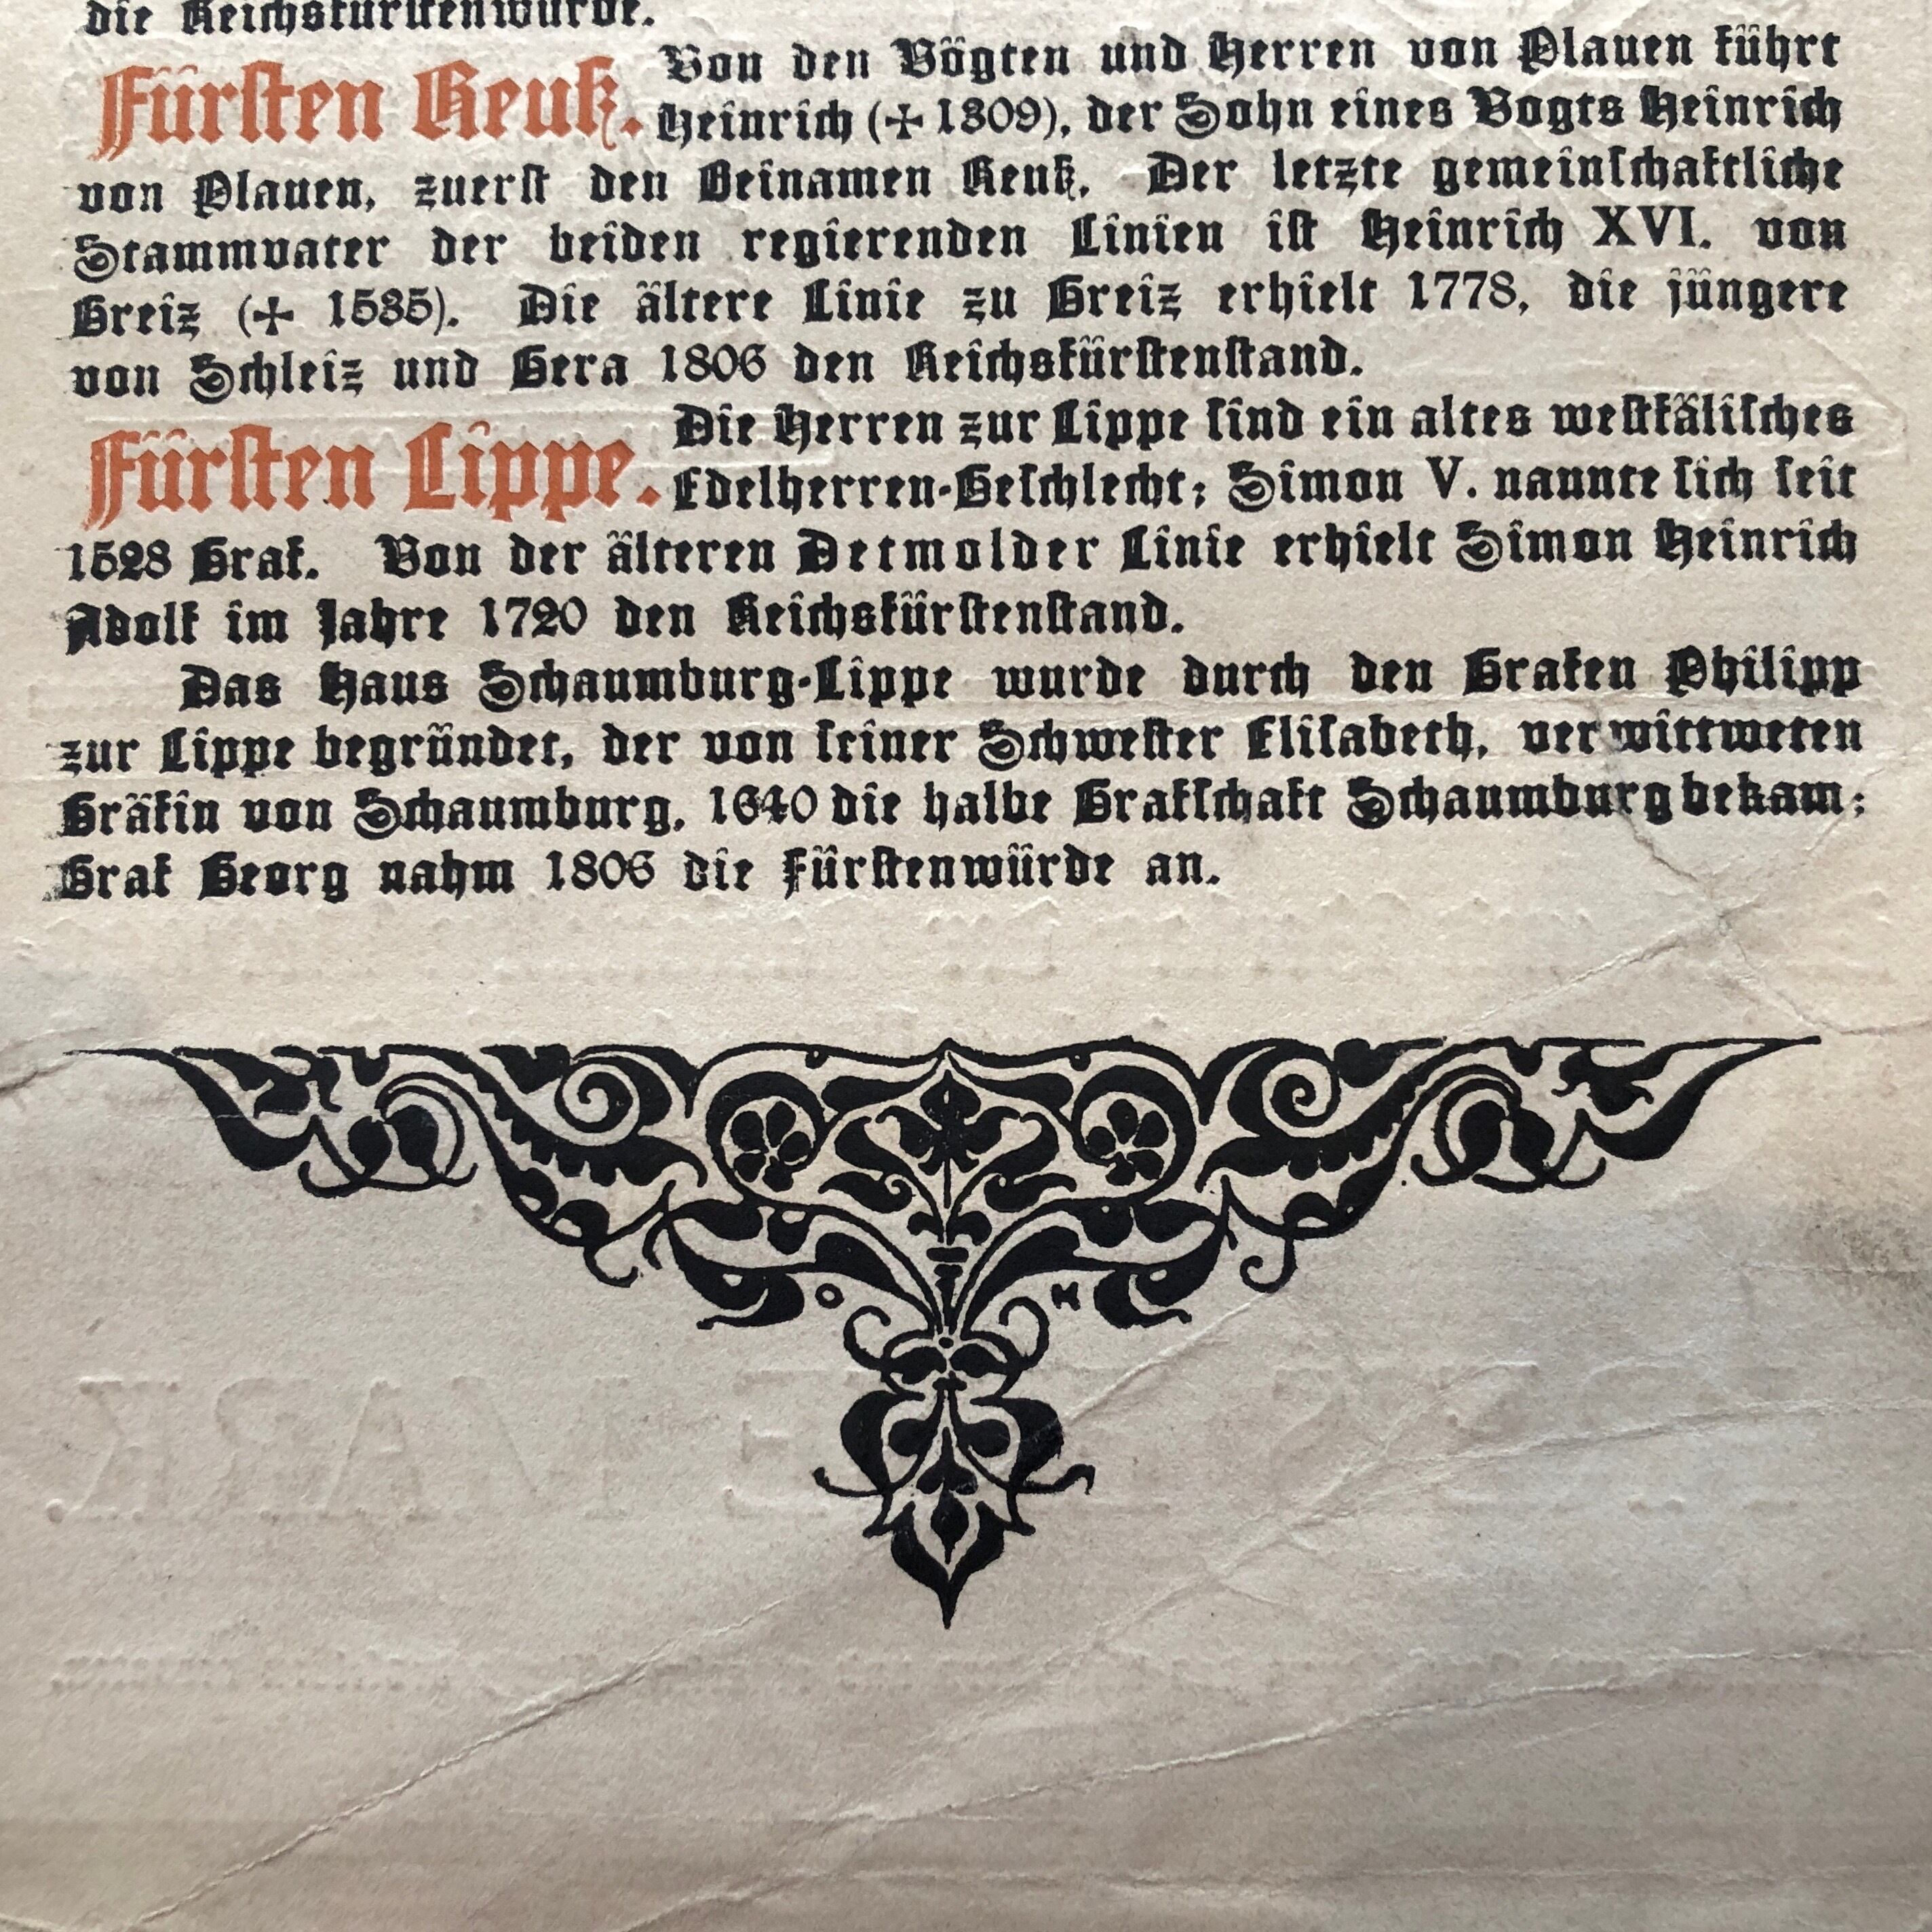 die Reichsfürstenwürde.
Fürsten Reuß. Von den Vögten und Herren von Plauen führt
Heinrich (✝ 1309), der Sohn eines Vogts Heinrich
von Plauen, zuerst den Beinamen Reuß. Der letzte gemeinschaftliche
Stammvater der beiden regierenden Linien ist Heinrich XVI. von
Greiz (✝ 1535). Die ältere Linie zu Greiz erhielt 1778, die jüngere
von Schleiz und Gera 1806 den Reichsfürstenstand.
Fürsten Lippe. Die Herren zur Lippe sind ein altes westfälisches
Edelherren-Geschlecht; Simon V. nannte sich seit
1528 Graf. Von der älteren Detmolder Linie erhielt Simon Heinrich
Adolf im Jahre 1720 den Reichsfürstenstand.
Das Haus Schaumburg-Lippe wurde durch den Grafen Philipp
zur Lippe begründet, der von seiner Schwester Elisabeth, verwittweten
Gräfin von Schaumburg, 1640 die halbe Grafschaft Schaumburg bekam;
Graf Georg nahm 1806 die Fürstenwürde an.
O H
MARK.